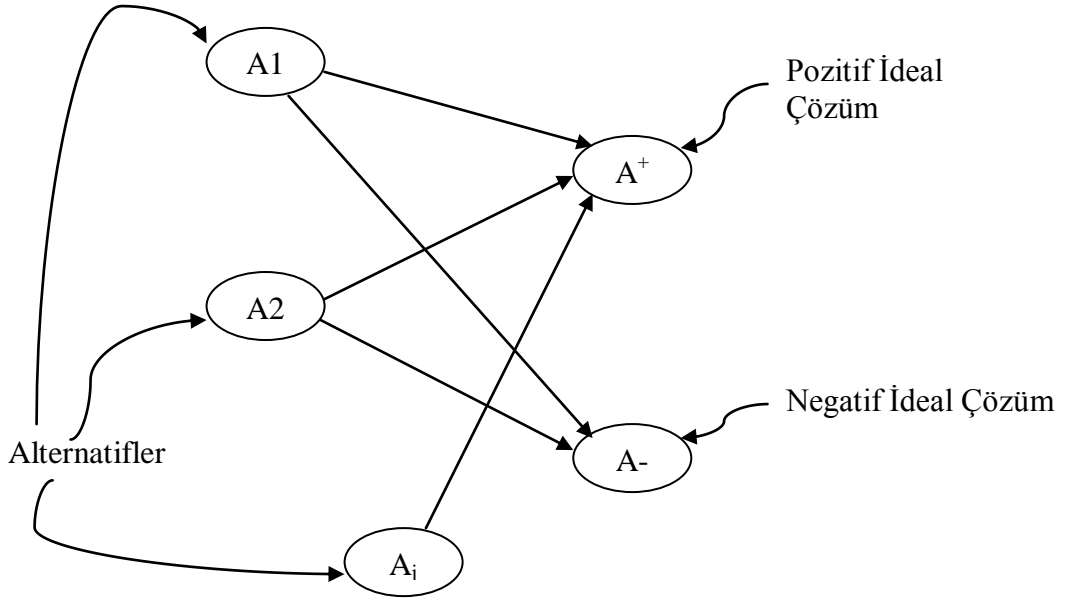 A1
Pozitif İdeal
Çözüm
A⁺
A2
Negatif İdeal Çözüm
Alternatifler
A-
Aᵢ